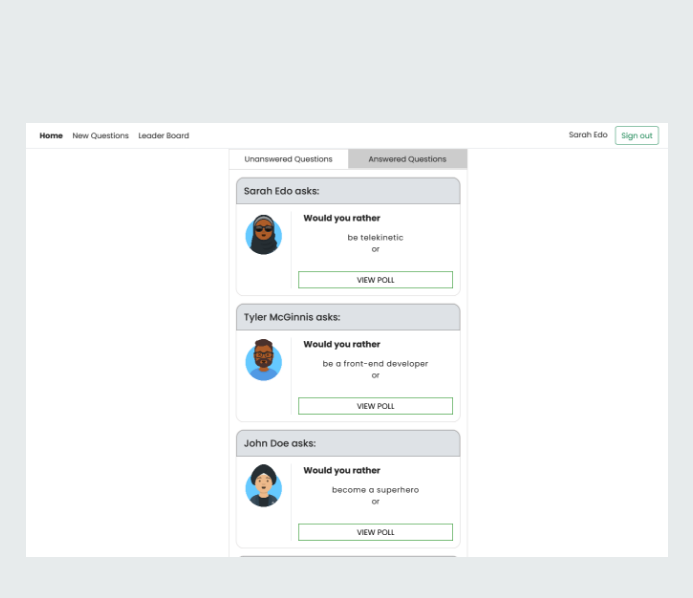 Home New Questions Leader Board Sarah Edo Sign out
Unanswered Questions Answered Questions
Sarah Edo asks:
Would you rather
be telekinetic
or
VIEW POLL
Tyler McGinnis asks:
Would you rather
be a front-end developer
or
VIEW POLL
John Doe asks:
Would you rather
become a superhero
or
VIEW POLL